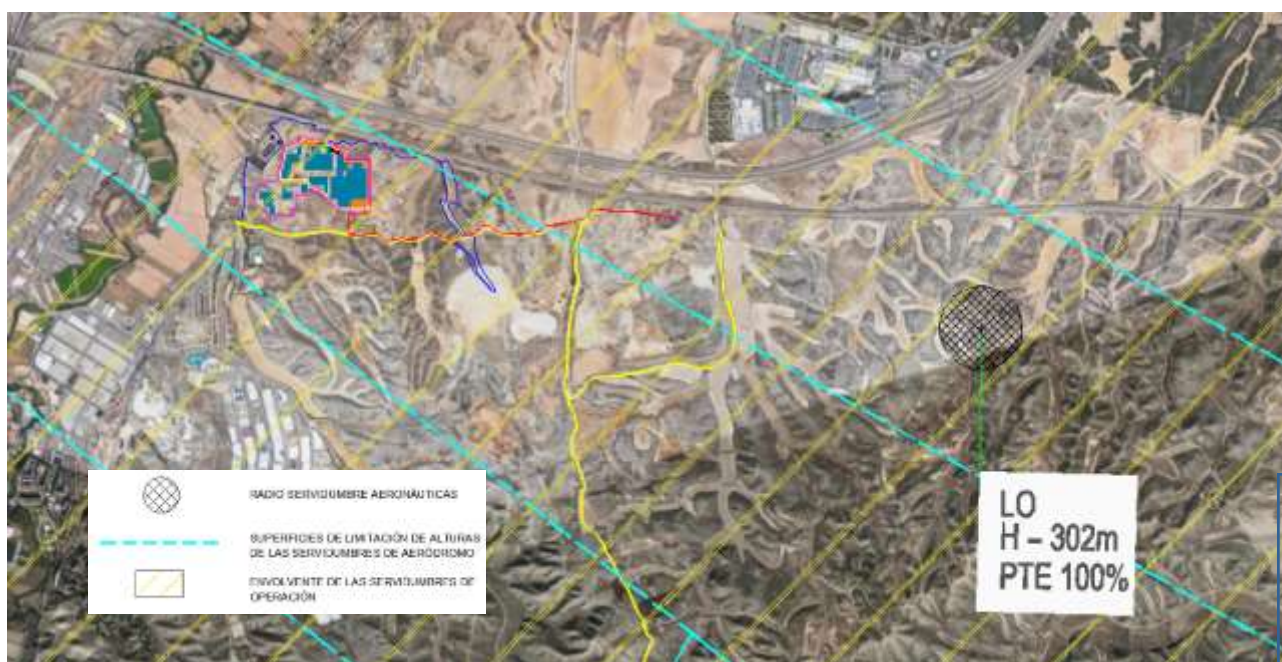 RADIO SERVIDUMBRE AERONÁUTICAS
SUPERFICIES DE LIMITACIÓN DE ALTURAS
DE LAS SERVIDUMBRES DE AERÓDROMO
ENVOLVENTE DE LAS SERVIDUMBRES DE
OPERACIÓN
LO
H – 302m
PTE 100%